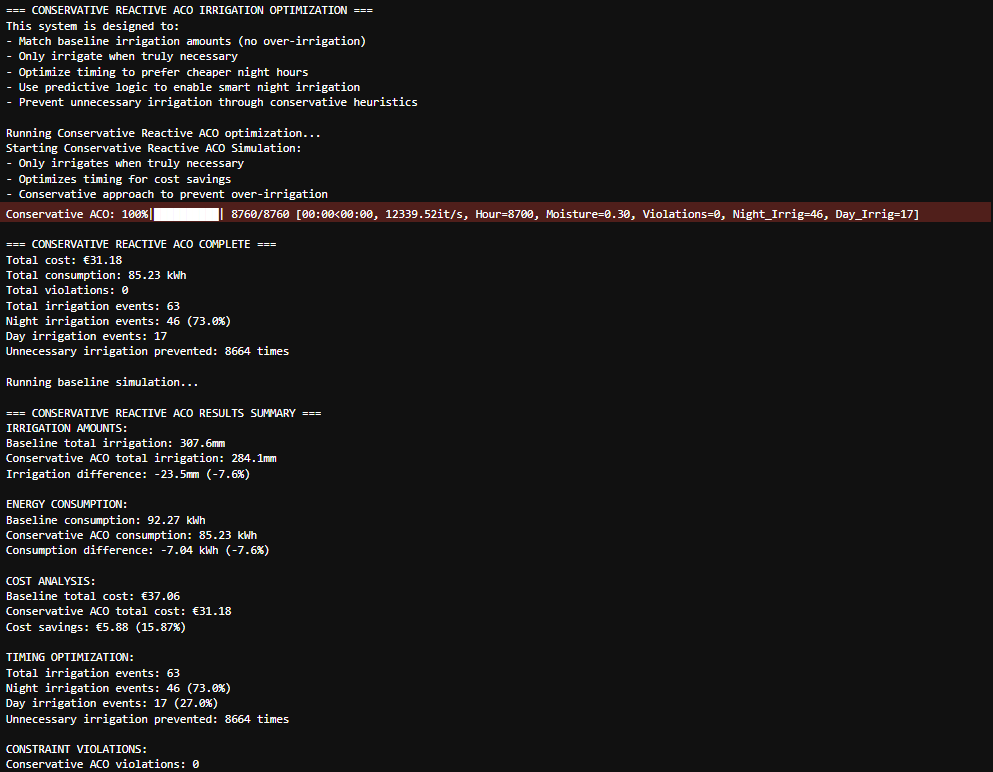 === CONSERVATIVE REACTIVE ACO IRRIGATION OPTIMIZATION ===
This system is designed to:
- Match baseline irrigation amounts (no over-irrigation)
- Only irrigate when truly necessary
- Optimize timing to prefer cheaper night hours
- Use predictive logic to enable smart night irrigation
- Prevent unnecessary irrigation through conservative heuristics
Running Conservative Reactive ACO optimization...
Starting Conservative Reactive ACO Simulation:
- Only irrigates when truly necessary
- Optimizes timing for cost savings
- Conservative approach to prevent over-irrigation
Conservative ACO: 100%|██████████| 8760/8760 [00:00<00:00, 12339.52it/s, Hour=8700, Moisture=0.30, Violations=0, Night_Irrig=46, Day_Irrig=17]
=== CONSERVATIVE REACTIVE ACO COMPLETE ===
Total cost: €31.18
Total consumption: 85.23 kWh
Total violations: 0
Total irrigation events: 63
Night irrigation events: 46 (73.0%)
Day irrigation events: 17
Unnecessary irrigation prevented: 8664 times
Running baseline simulation...
=== CONSERVATIVE REACTIVE ACO RESULTS SUMMARY ===
IRRIGATION AMOUNTS:
Baseline total irrigation: 307.6mm
Conservative ACO total irrigation: 284.1mm
Irrigation difference: -23.5mm (-7.6%)
ENERGY CONSUMPTION:
Baseline consumption: 92.27 kWh
Conservative ACO consumption: 85.23 kWh
Consumption difference: -7.04 kWh (-7.6%)
COST ANALYSIS:
Baseline total cost: €37.06
Conservative ACO total cost: €31.18
Cost savings: €5.88 (15.87%)
TIMING OPTIMIZATION:
Total irrigation events: 63
Night irrigation events: 46 (73.0%)
Day irrigation events: 17 (27.0%)
Unnecessary irrigation prevented: 8664 times
CONSTRAINT VIOLATIONS:
Conservative ACO violations: 0